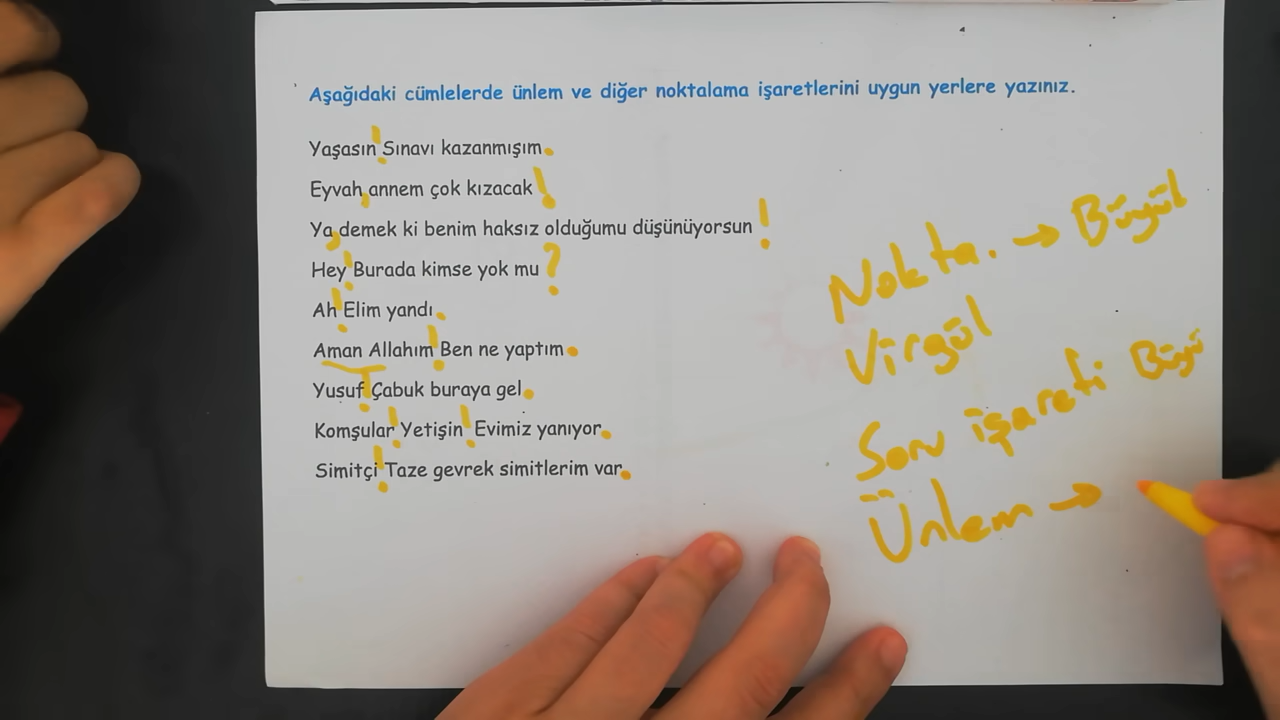 Aşağıdaki cümlelerde ünlem ve diğer noktalama işaretlerini uygun yerlere yazınız.
Yaşasın! Sınavı kazanmışım.
Eyvah, annem çok kızacak!
Ya, demek ki benim haksız olduğumu düşünüyorsun!
Hey! Burada kimse yok mu?
Ah! Elim yandı.
Aman Allahım! Ben ne yaptım.
Yusuf! Çabuk buraya gel.
Komşular! Yetişin! Evimiz yanıyor.
Simitçi! Taze gevrek simitlerim var.
Nokta. → Büyük
Virgül
Soru işareti Büyü
Ünlem →